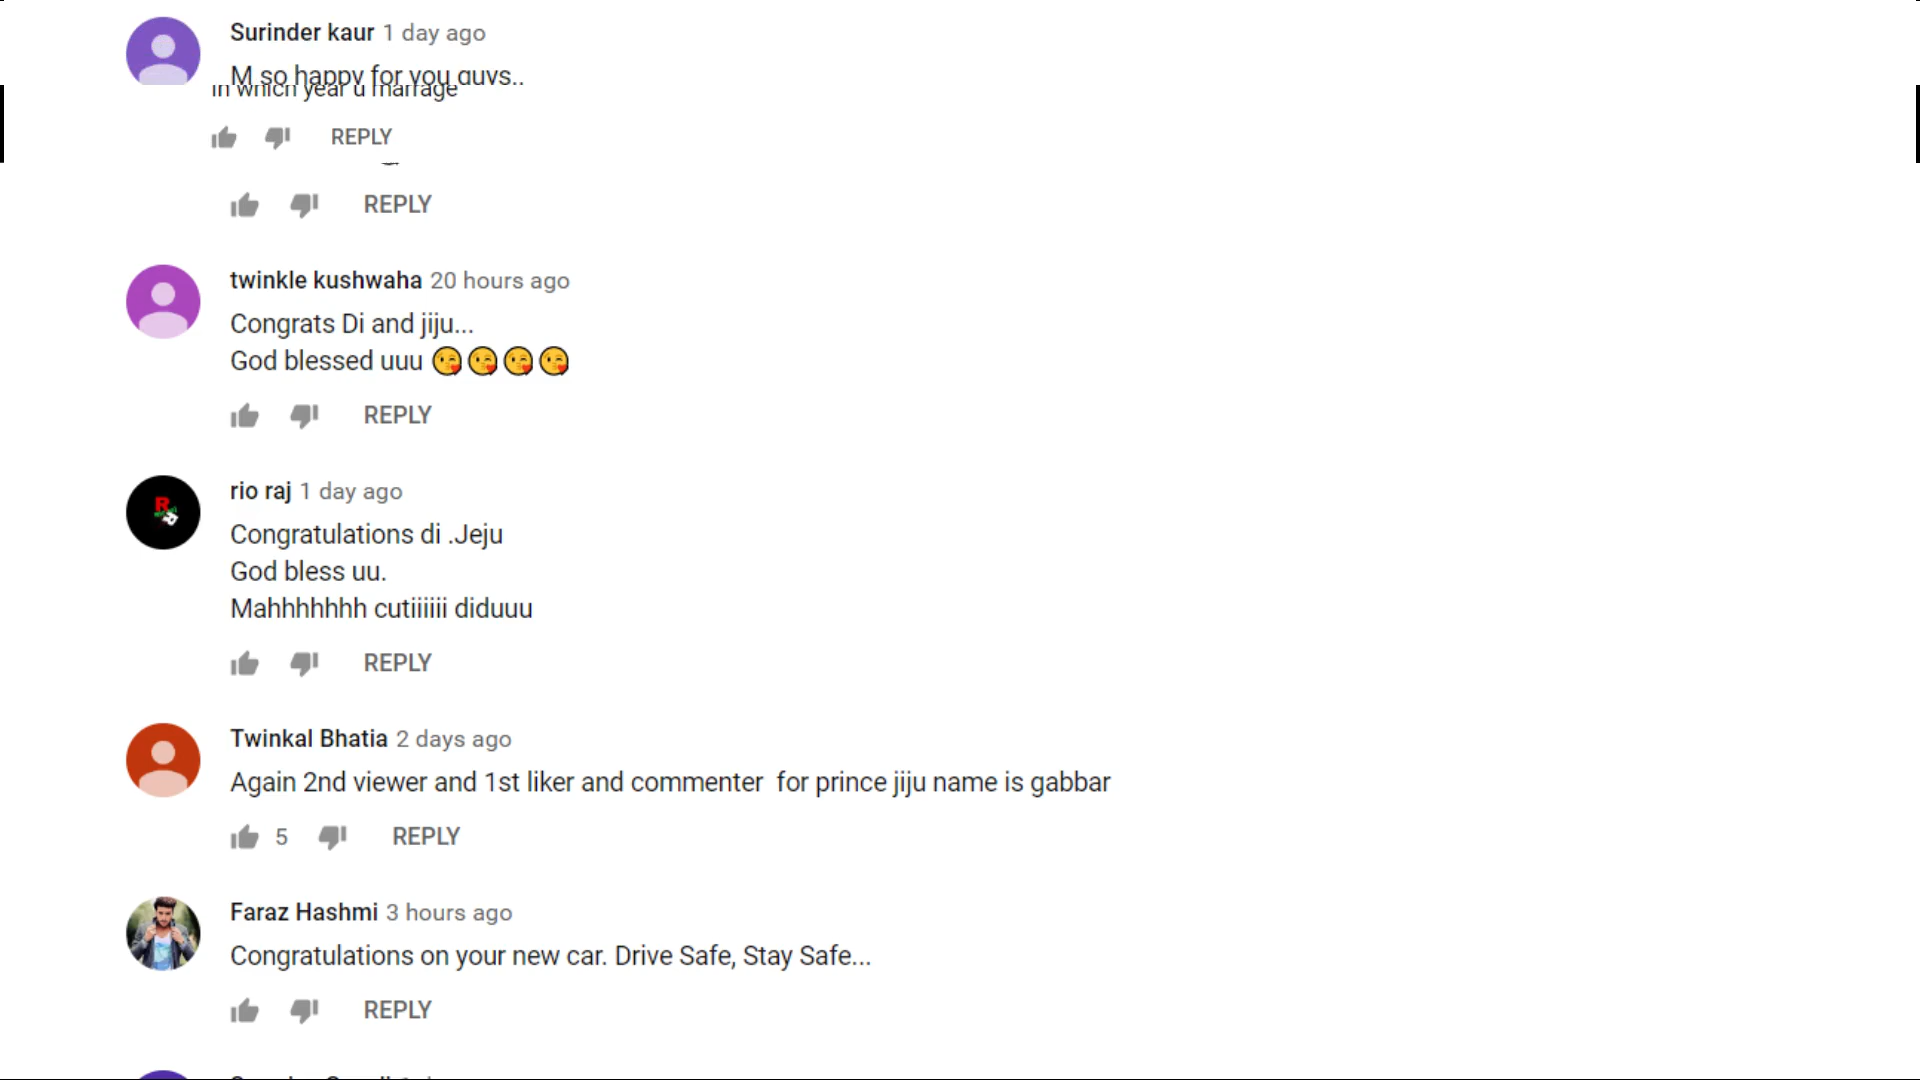 Surinder kaur 1 day ago
M so happy for you guys..
in which year u marrage
REPLY
REPLY
twinkle kushwaha 20 hours ago
Congrats Di and jiju...
God blessed uuu 😘😘😘😘
REPLY
rio raj 1 day ago
Congratulations di .Jeju
God bless uu.
Mahhhhhhh cutiiiiii diduuu
REPLY
Twinkal Bhatia 2 days ago
Again 2nd viewer and 1st liker and commenter  for prince jiju name is gabbar
5 REPLY
Faraz Hashmi 3 hours ago
Congratulations on your new car. Drive Safe, Stay Safe...
REPLY